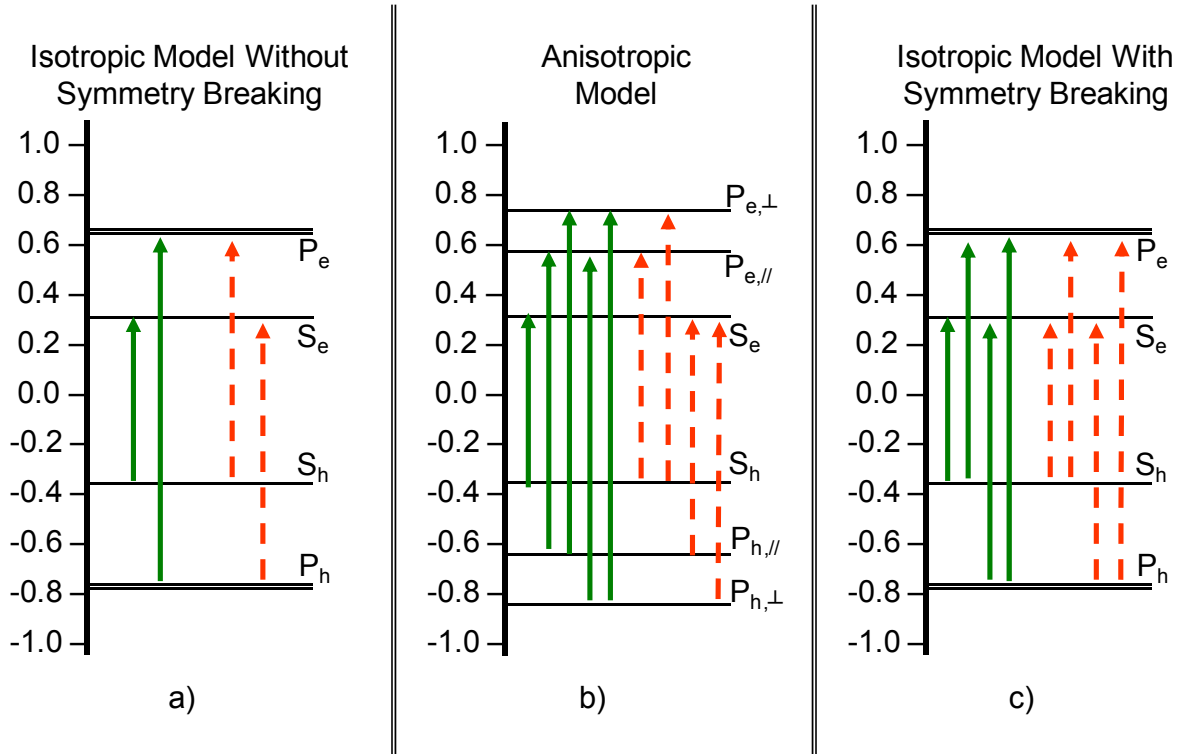 Isotropic Model Without
Symmetry Breaking
1.0
0.8
0.6
0.4
0.2
0.0
-0.2
-0.4
-0.6
-0.8
-1.0
Pe
Se
Sh
Ph
a)
Anisotropic
Model
1.0
0.8
0.6
0.4
0.2
0.0
-0.2
-0.4
-0.6
-0.8
-1.0
Pe,⊥
Pe,//
Se
Sh
Ph,//
Ph,⊥
b)
Isotropic Model With
Symmetry Breaking
1.0
0.8
0.6
0.4
0.2
0.0
-0.2
-0.4
-0.6
-0.8
-1.0
Pe
Se
Sh
Ph
c)